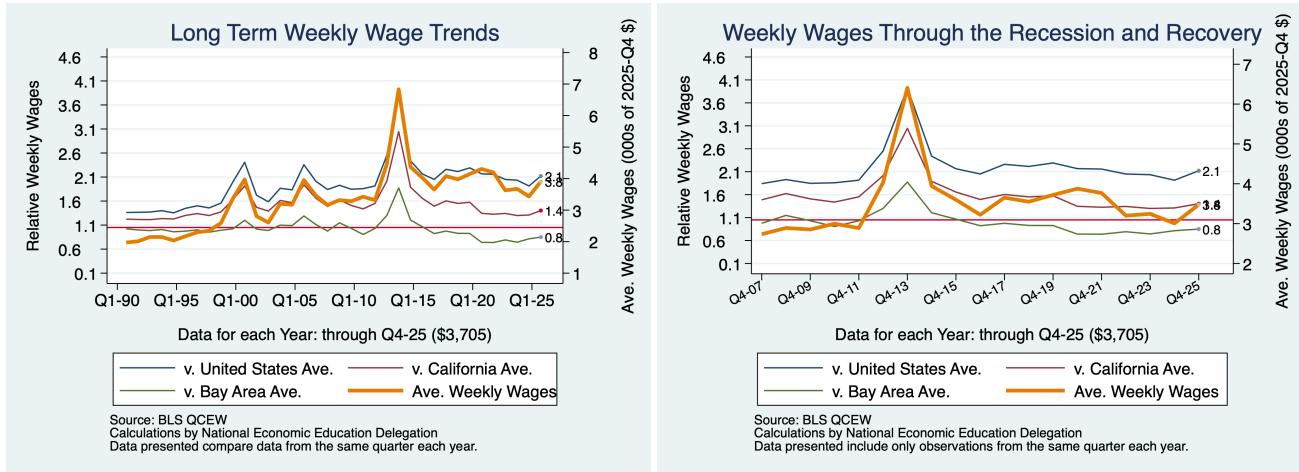 Long Term Weekly Wage Trends
Relative Weekly Wages
4.6
4.1
3.6
3.1
2.6
2.1
1.6
1.1
0.6
0.1
8
7
6
5
4
3
2
1
Ave. Weekly Wages (000s of 2025-Q4 $)
2.1
3.8
1.4
0.8
Q1-90 Q1-95 Q1-00 Q1-05 Q1-10 Q1-15 Q1-20 Q1-25
Data for each Year: through Q4-25 ($3,705)
v. United States Ave. v. California Ave.
v. Bay Area Ave. Ave. Weekly Wages
Source: BLS QCEW
Calculations by National Economic Education Delegation
Data presented compare data from the same quarter each year.
Weekly Wages Through the Recession and Recovery
Relative Weekly Wages
4.6
4.1
3.6
3.1
2.6
2.1
1.6
1.1
0.6
0.1
7
6
5
4
3
2
Ave. Weekly Wages (000s of 2025-Q4 $)
2.1
0.8
Q4-07 Q4-09 Q4-11 Q4-13 Q4-15 Q4-17 Q4-19 Q4-21 Q4-23 Q4-25
Data for each Year: through Q4-25 ($3,705)
v. United States Ave. v. California Ave.
v. Bay Area Ave. Ave. Weekly Wages
Source: BLS QCEW
Calculations by National Economic Education Delegation
Data presented include only observations from the same quarter each year.